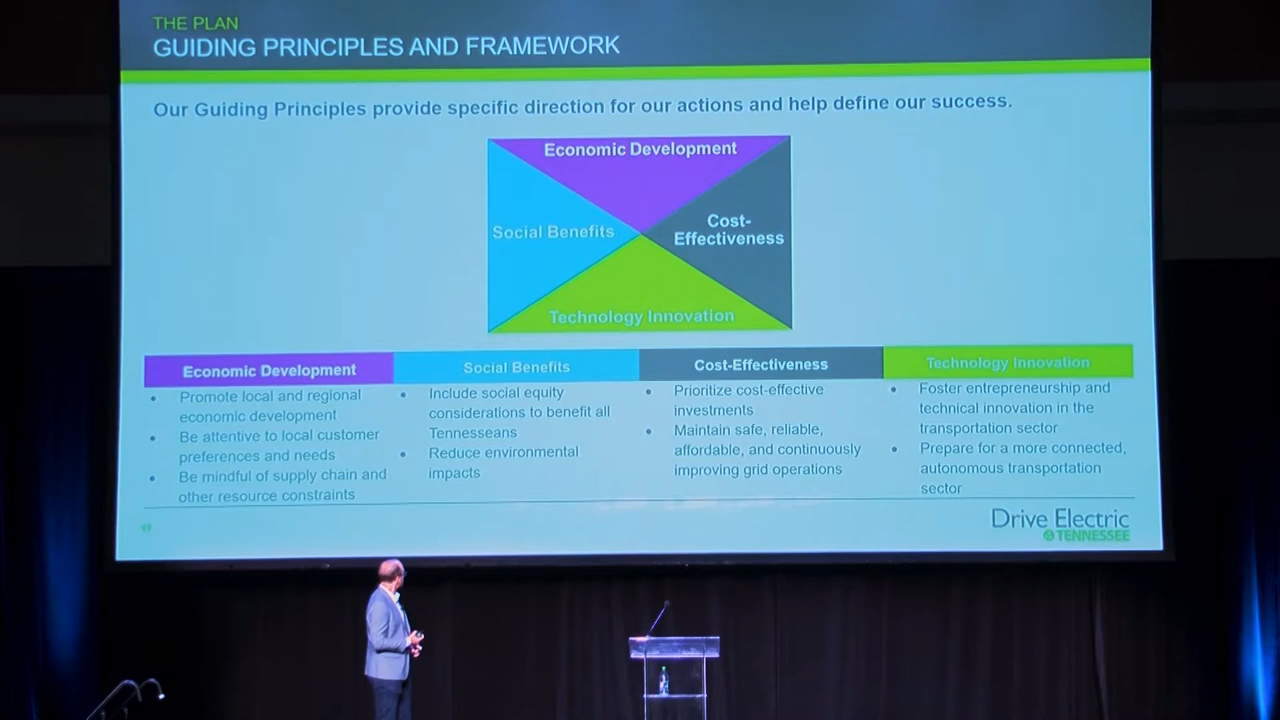 THE PLAN
GUIDING PRINCIPLES AND FRAMEWORK
Our Guiding Principles provide specific direction for our actions and help define our success.
Economic Development
Social Benefits
Cost-
Effectiveness
Technology Innovation
Economic Development
• Promote local and regional
economic development
• Be attentive to local customer
preferences and needs
• Be mindful of supply chain and
other resource constraints
Social Benefits
• Include social equity
considerations to benefit all
Tennesseans
• Reduce environmental
impacts
Cost-Effectiveness
• Prioritize cost-effective
investments
• Maintain safe, reliable,
affordable, and continuously
improving grid operations
Technology Innovation
• Foster entrepreneurship and
technical innovation in the
transportation sector
• Prepare for a more connected,
autonomous transportation
sector
Drive Electric
TENNESSEE